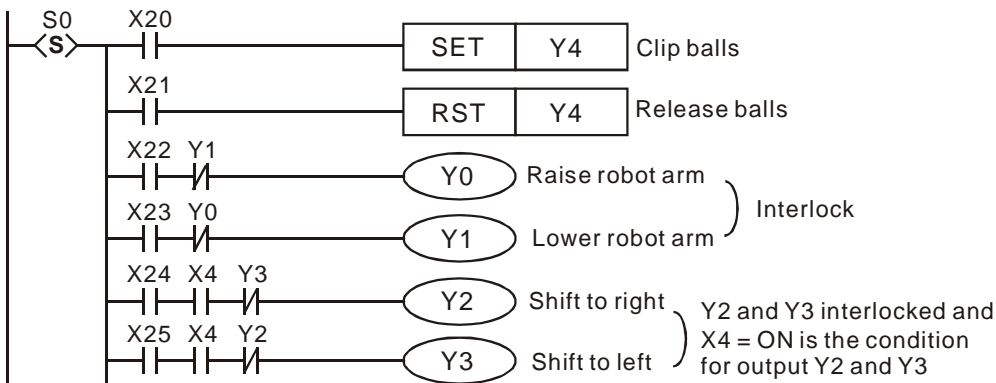 S0 X20
S SET Y4 Clip balls
X21
RST Y4 Release balls
X22 Y1
Y0 Raise robot arm
Interlock
X23 Y0
Y1 Lower robot arm
X24 X4 Y3
Y2 Shift to right
Y2 and Y3 interlocked and
X4 = ON is the condition
for output Y2 and Y3
X25 X4 Y2
Y3 Shift to left